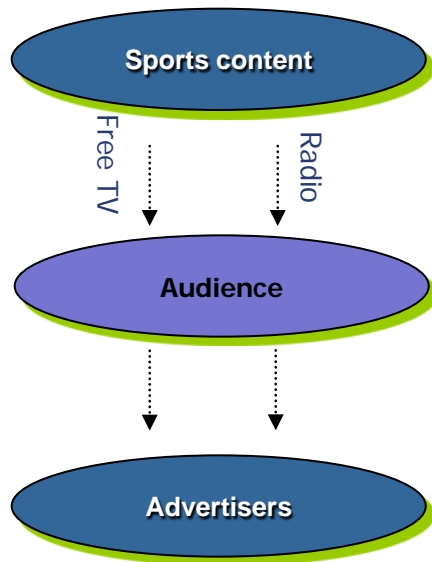 Sports content
Free TV
Radio
Audience
Advertisers